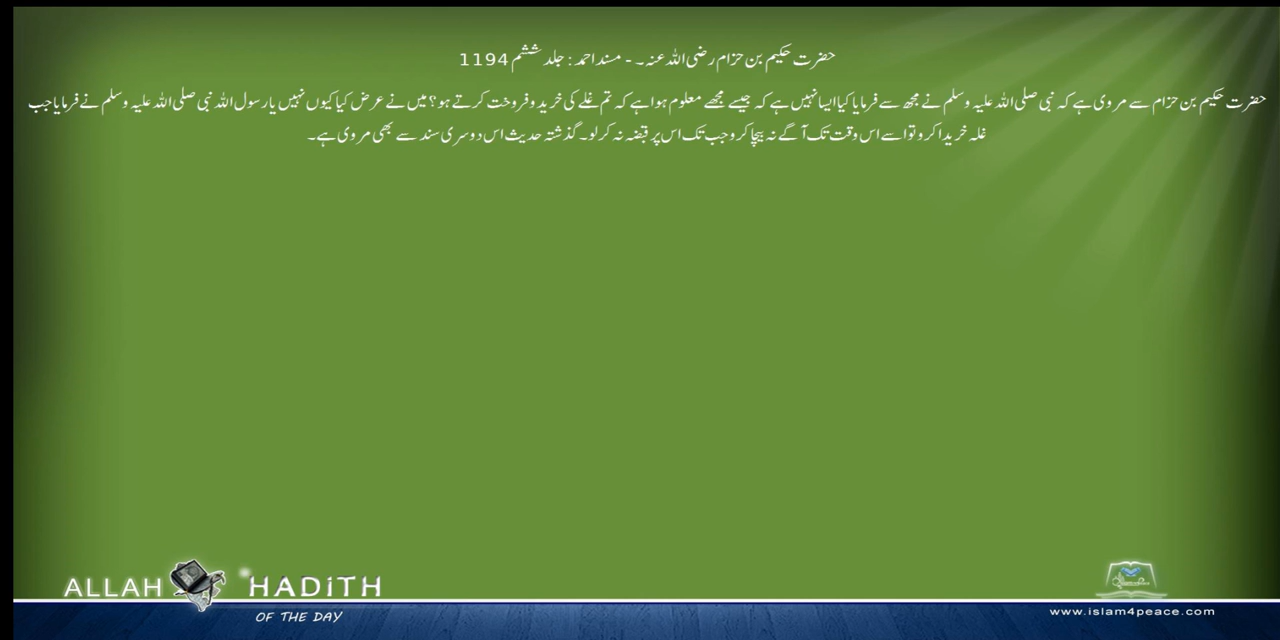 حضرت حکیم بن حزام رضی اللہ عنہ۔ - مسند احمد : جلد ششم 1194
حضرت حکیم بن حزام سے مروی ہے کہ نبی صلی اللہ علیہ وسلم نے مجھ سے فرمایا کیا ایسا نہیں ہے کہ جیسے مجھے معلوم ہوا ہے کہ تم غلے کی خرید و فروخت کرتے ہو؟ میں نے عرض کیا کیوں نہیں یا رسول اللہ نبی صلی اللہ علیہ وسلم نے فرمایا جب
غلہ خریدا کرو تو اسے اس وقت تک آگے نہ بیچا کرو جب تک اس پر قبضہ نہ کر لو۔ گذشتہ حدیث اس دوسری سند سے بھی مروی ہے۔
ALLAH HADITH
OF THE DAY
www.islam4peace.com